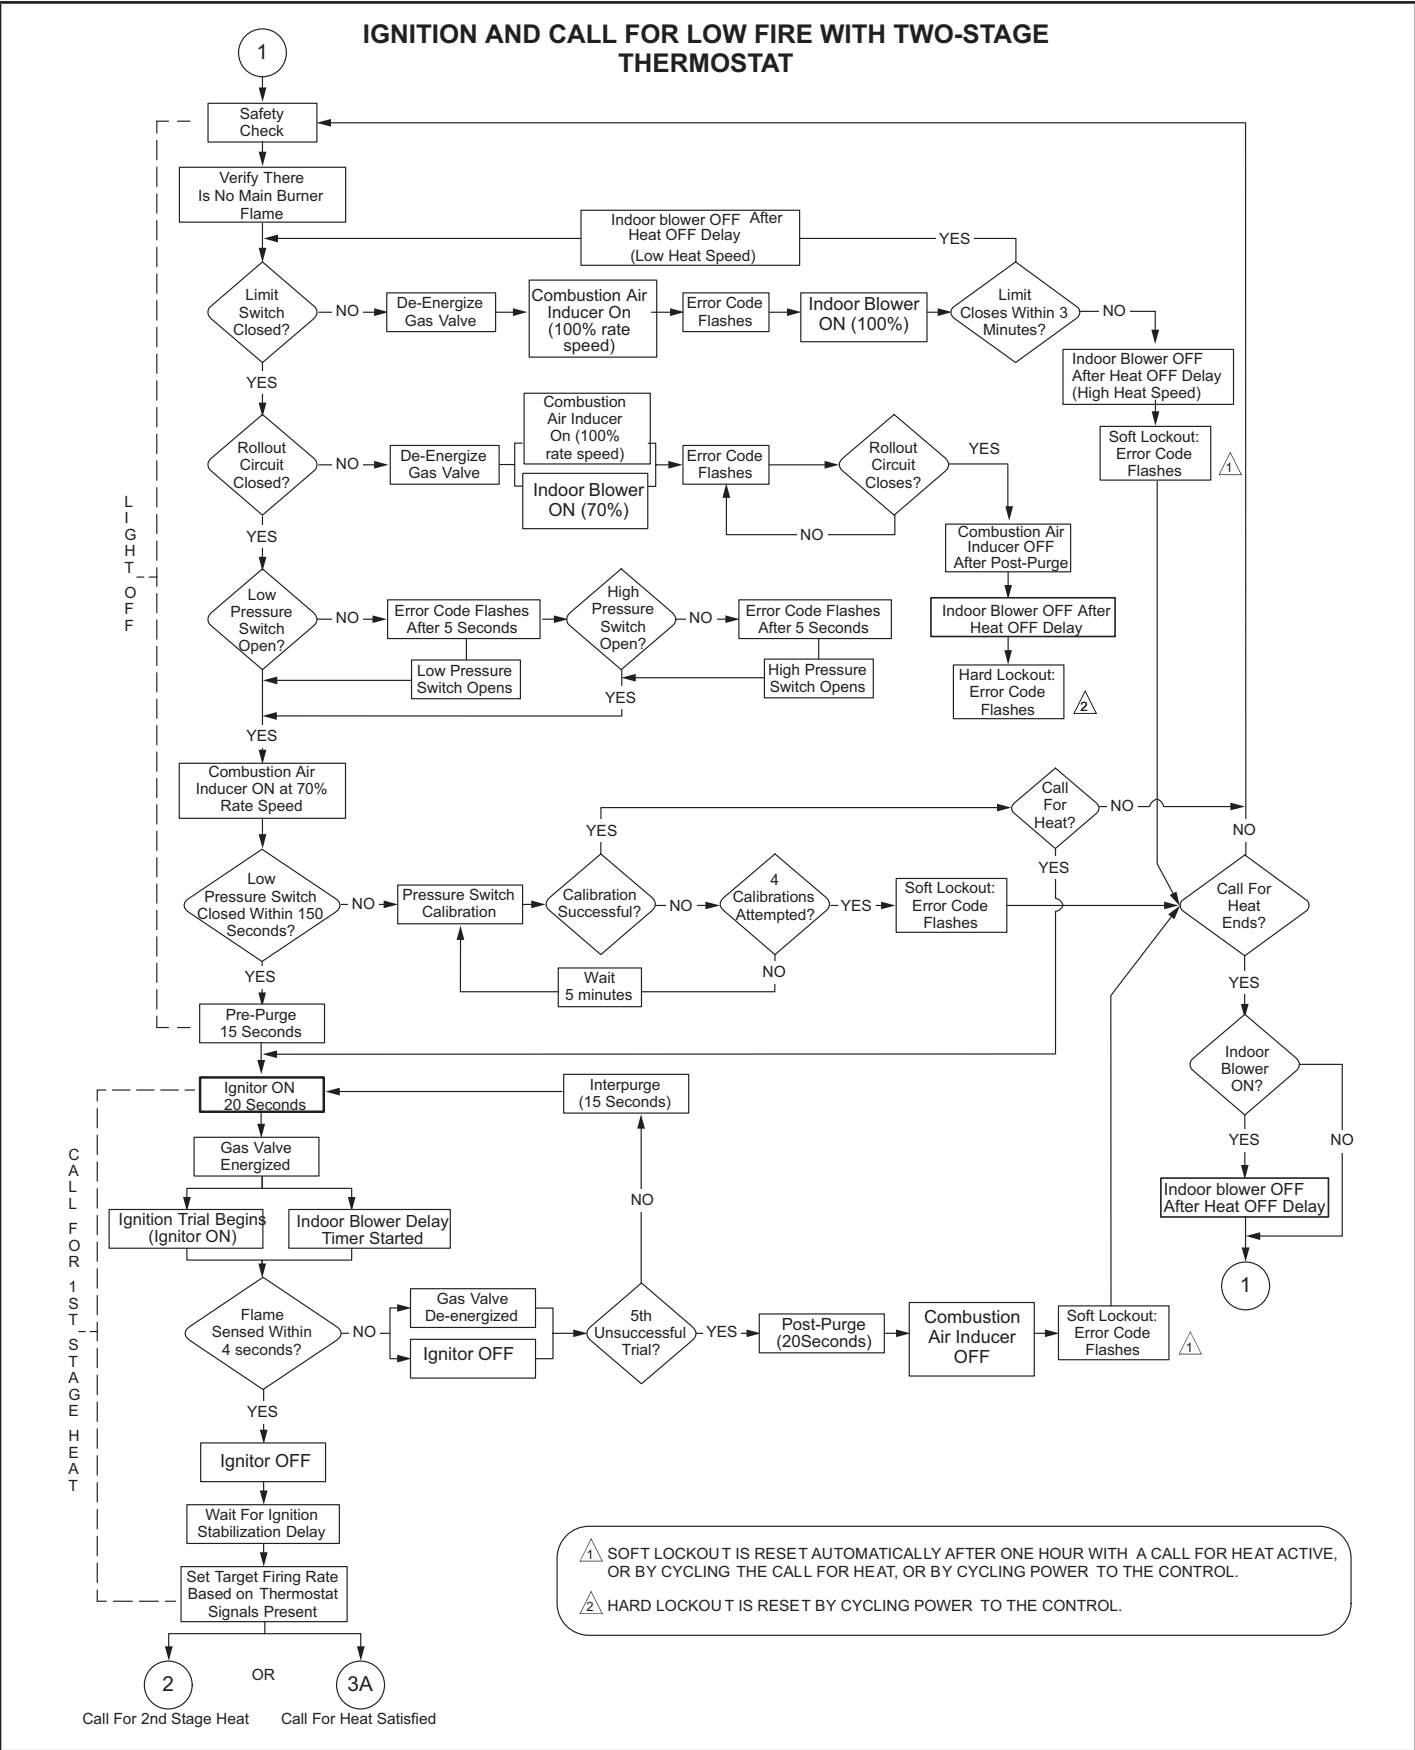 IGNITION AND CALL FOR LOW FIRE WITH TWO-STAGE
THERMOSTAT
1
Safety
Check
Verify There
Is No Main Burner
Flame
Indoor blower OFF After
Heat OFF Delay
(Low Heat Speed)
YES
Limit
Switch
Closed?
NO
De-Energize
Gas Valve
Combustion Air
Inducer On
(100% rate
speed)
Error Code
Flashes
Indoor Blower
ON (100%)
Limit
Closes Within 3
Minutes?
NO
Indoor Blower OFF
After Heat OFF Delay
(High Heat Speed)
Soft Lockout:
Error Code
Flashes
1
YES
Rollout
Circuit
Closed?
NO
De-Energize
Gas Valve
Combustion
Air Inducer
On (100%
rate speed)
Indoor Blower
ON (70%)
Error Code
Flashes
Rollout
Circuit
Closes?
YES
NO
Combustion Air
Inducer OFF
After Post-Purge
Indoor Blower OFF After
Heat OFF Delay
Hard Lockout:
Error Code
Flashes
2
LIGHT OFF
YES
Low
Pressure
Switch
Open?
NO
Error Code Flashes
After 5 Seconds
Low Pressure
Switch Opens
High
Pressure
Switch
Open?
NO
Error Code Flashes
After 5 Seconds
High Pressure
Switch Opens
YES
YES
Combustion Air
Inducer ON at 70%
Rate Speed
Low
Pressure Switch
Closed Within 150
Seconds?
NO
Pressure Switch
Calibration
Calibration
Successful?
YES
NO
4
Calibrations
Attempted?
YES
NO
Wait
5 minutes
Soft Lockout:
Error Code
Flashes
Call
For
Heat?
NO
YES
NO
Call For
Heat
Ends?
YES
Indoor
Blower
ON?
YES
NO
Indoor blower OFF
After Heat OFF Delay
1
YES
Pre-Purge
15 Seconds
CALL FOR 1ST STAGE HEAT
Ignitor ON
20 Seconds
Interpurge
(15 Seconds)
Gas Valve
Energized
Ignition Trial Begins
(Ignitor ON)
Indoor Blower Delay
Timer Started
Flame
Sensed Within
4 seconds?
NO
Gas Valve
De-energized
Ignitor OFF
NO
5th
Unsuccessful
Trial?
YES
Post-Purge
(20Seconds)
Combustion
Air Inducer
OFF
Soft Lockout:
Error Code
Flashes
1
YES
Ignitor OFF
Wait For Ignition
Stabilization Delay
Set Target Firing Rate
Based on Thermostat
Signals Present
2
OR
3A
Call For 2nd Stage Heat
Call For Heat Satisfied
1 SOFT LOCKOUT IS RESET AUTOMATICALLY AFTER ONE HOUR WITH A CALL FOR HEAT ACTIVE,
OR BY CYCLING THE CALL FOR HEAT, OR BY CYCLING POWER TO THE CONTROL.
2 HARD LOCKOUT IS RESET BY CYCLING POWER TO THE CONTROL.